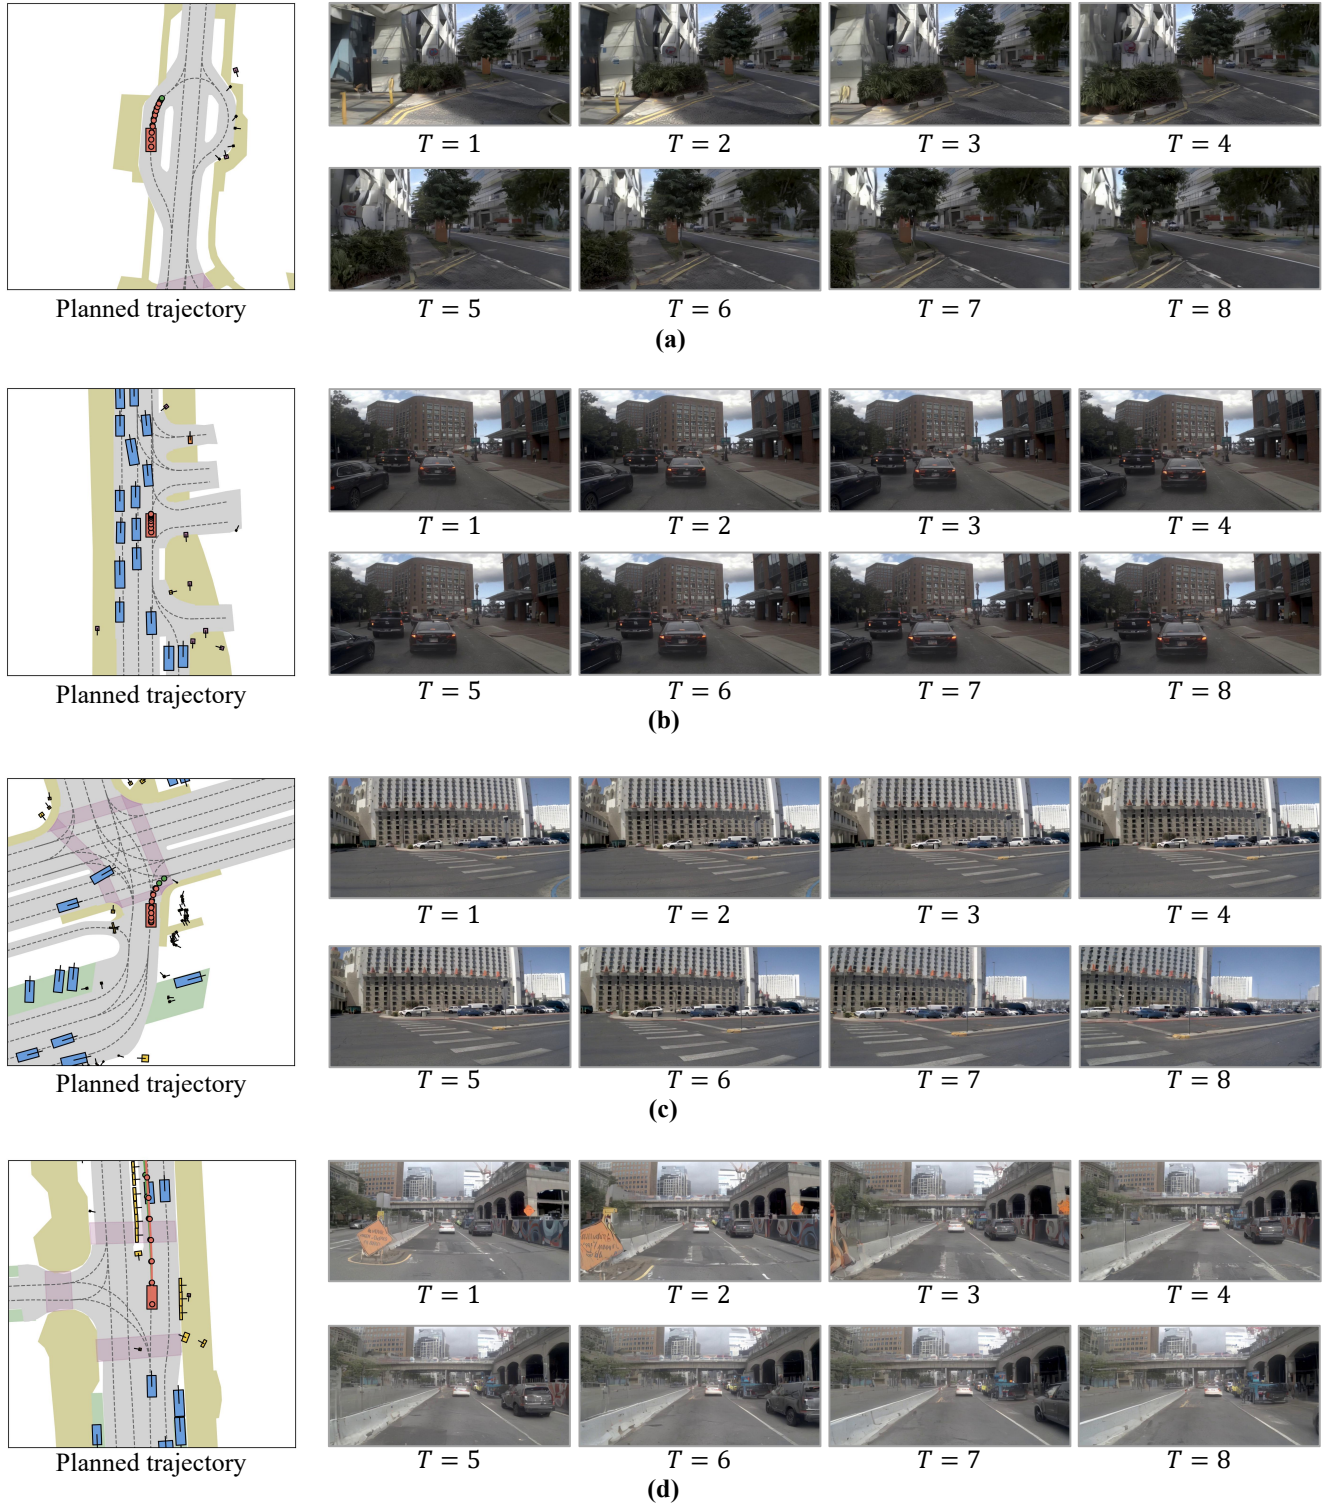 T = 1 T = 2 T = 3 T = 4
Planned trajectory T = 5 T = 6 T = 7 T = 8
(a)
T = 1 T = 2 T = 3 T = 4
Planned trajectory T = 5 T = 6 T = 7 T = 8
(b)
T = 1 T = 2 T = 3 T = 4
Planned trajectory T = 5 T = 6 T = 7 T = 8
(c)
T = 1 T = 2 T = 3 T = 4
Planned trajectory T = 5 T = 6 T = 7 T = 8
(d)